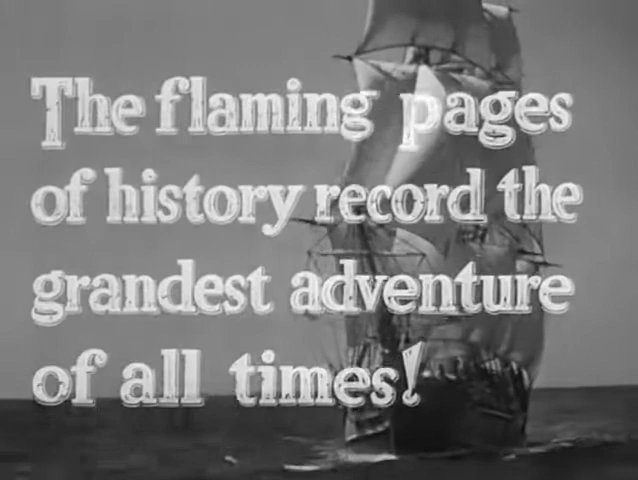 The flaming pages
of history record the
grandest adventure
of all times!